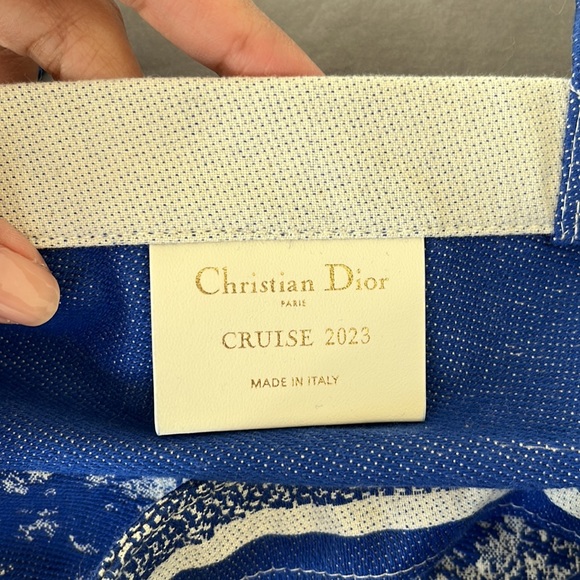 Christian Dior
PARIS
CRUISE 2023
MADE IN ITALY